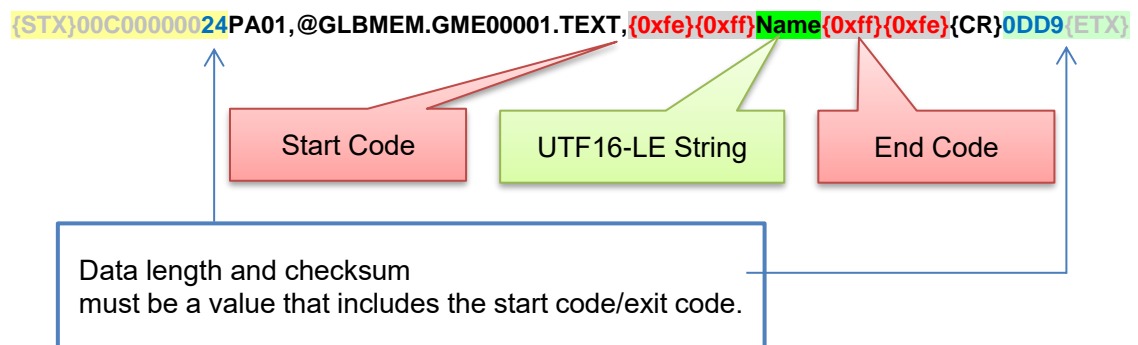 {STX}00C00000024PA01,@GLBMEM.GME00001.TEXT,{0xfe}{0xff}Name{0xff}{0xfe}{CR}0DD9{ETX}
Start Code
UTF16-LE String
End Code
Data length and checksum
must be a value that includes the start code/exit code.